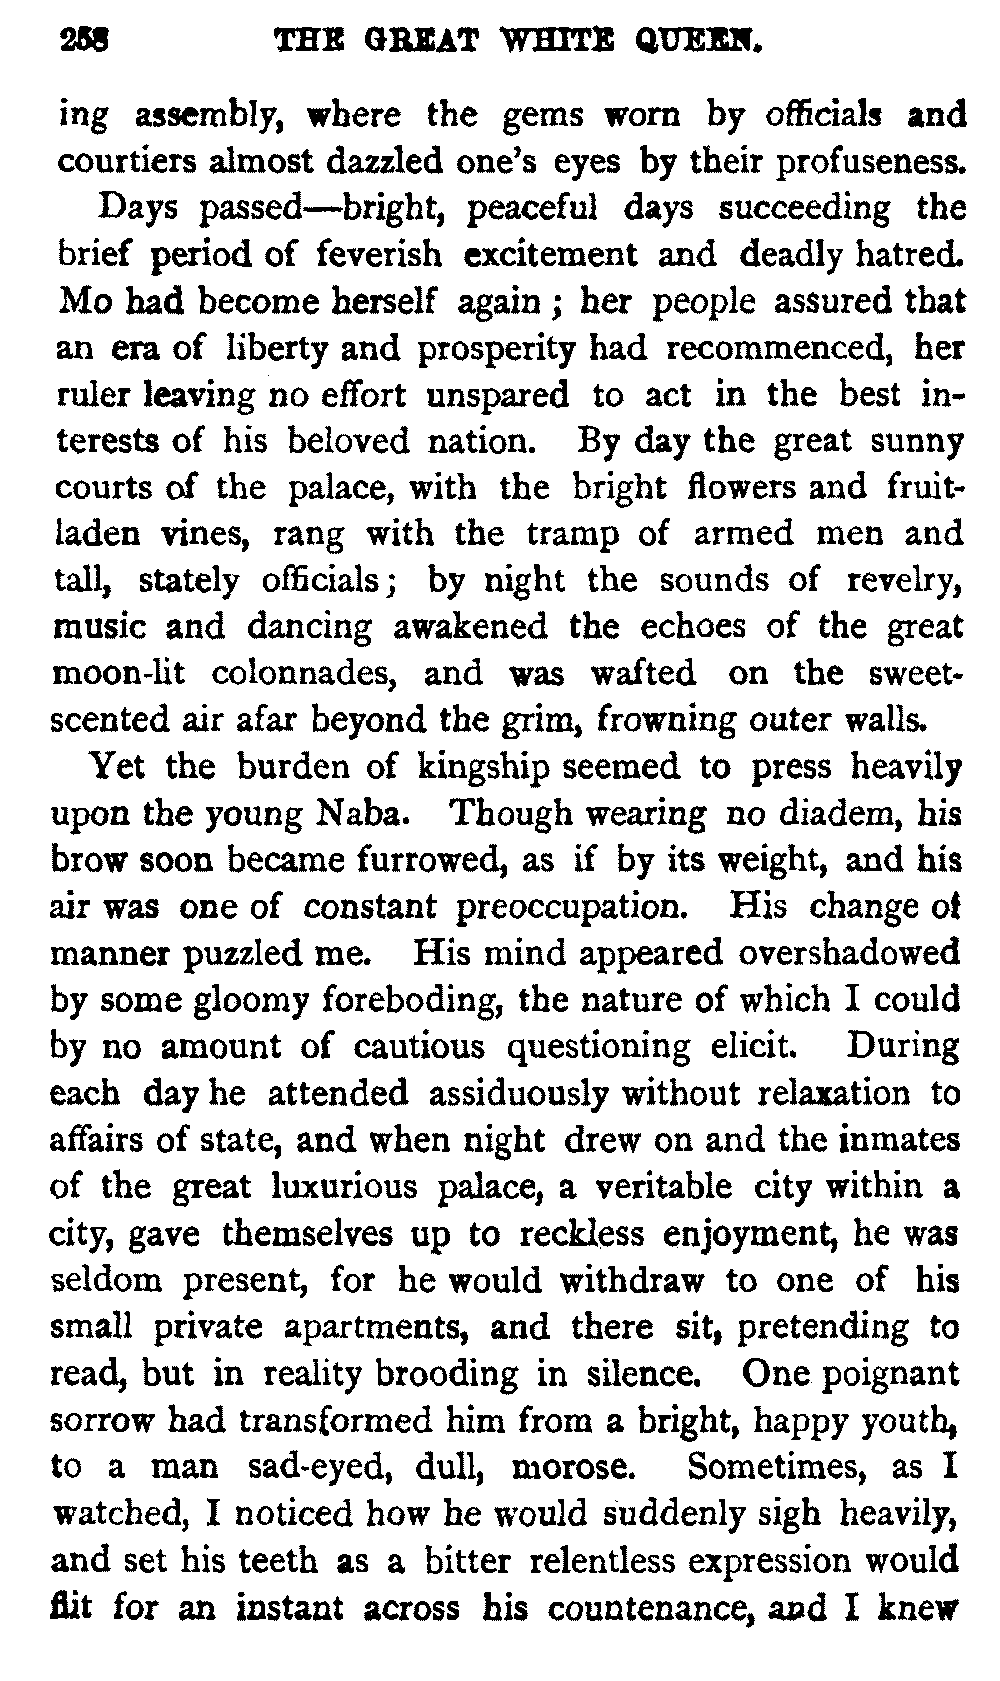 258 THE GREAT WHITE QUEEN.
ing assembly, where the gems worn by officials and
courtiers almost dazzled one's eyes by their profuseness.
Days passed—bright, peaceful days succeeding the
brief period of feverish excitement and deadly hatred.
Mo had become herself again ; her people assured that
an era of liberty and prosperity had recommenced, her
ruler leaving no effort unspared to act in the best in-
terests of his beloved nation. By day the great sunny
courts of the palace, with the bright flowers and fruit-
laden vines, rang with the tramp of armed men and
tall, stately officials ; by night the sounds of revelry,
music and dancing awakened the echoes of the great
moon-lit colonnades, and was wafted on the sweet-
scented air afar beyond the grim, frowning outer walls.
Yet the burden of kingship seemed to press heavily
upon the young Naba. Though wearing no diadem, his
brow soon became furrowed, as if by its weight, and his
air was one of constant preoccupation. His change of
manner puzzled me. His mind appeared overshadowed
by some gloomy foreboding, the nature of which I could
by no amount of cautious questioning elicit. During
each day he attended assiduously without relaxation to
affairs of state, and when night drew on and the inmates
of the great luxurious palace, a veritable city within a
city, gave themselves up to reckless enjoyment, he was
seldom present, for he would withdraw to one of his
small private apartments, and there sit, pretending to
read, but in reality brooding in silence. One poignant
sorrow had transformed him from a bright, happy youth,
to a man sad-eyed, dull, morose. Sometimes, as I
watched, I noticed how he would suddenly sigh heavily,
and set his teeth as a bitter relentless expression would
flit for an instant across his countenance, and I knew